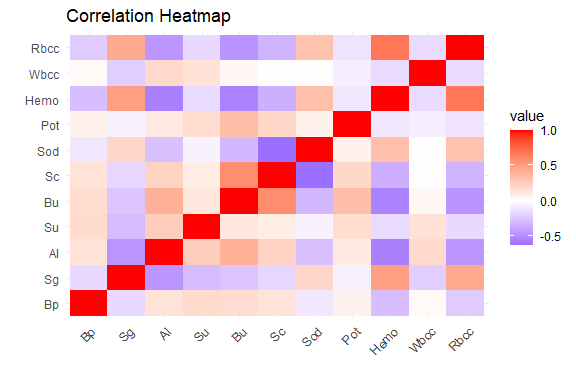 Correlation Heatmap
Rbcc
Wbcc
Hemo
Pot
Sod
Sc
Bu
Su
Al
Sg
Bp
Bp Sg Al Su Bu Sc Sod Pot Hemo Wbcc Rbcc
value
1.0
0.5
0.0
-0.5